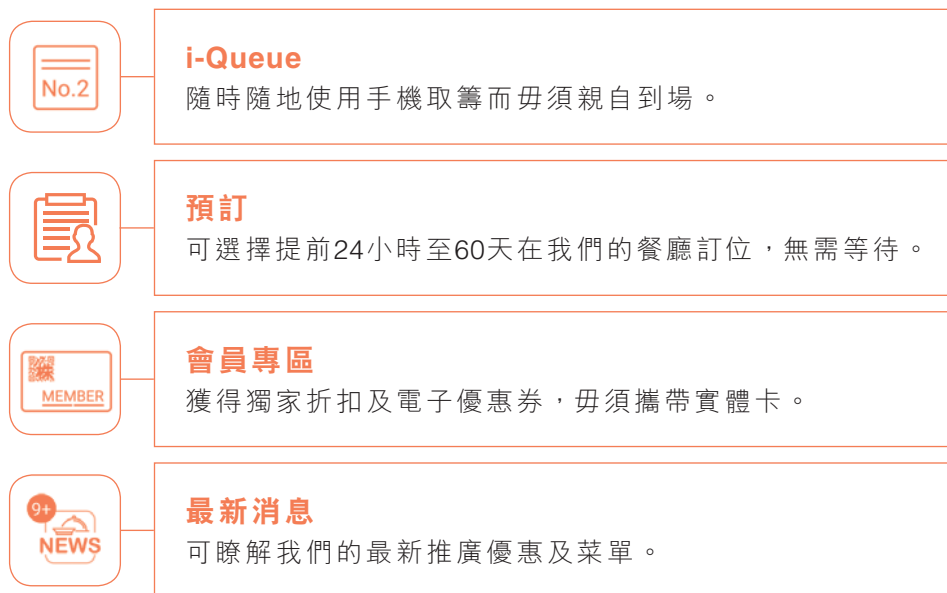 No.2
i-Queue
隨時隨地使用手機取籌而毋須親自到場。
預訂
可選擇提前24小時至60天在我們的餐廳訂位，無需等待。
MEMBER
會員專區
獲得獨家折扣及電子優惠券，毋須攜帶實體卡。
9+
NEWS
最新消息
可瞭解我們的最新推廣優惠及菜單。